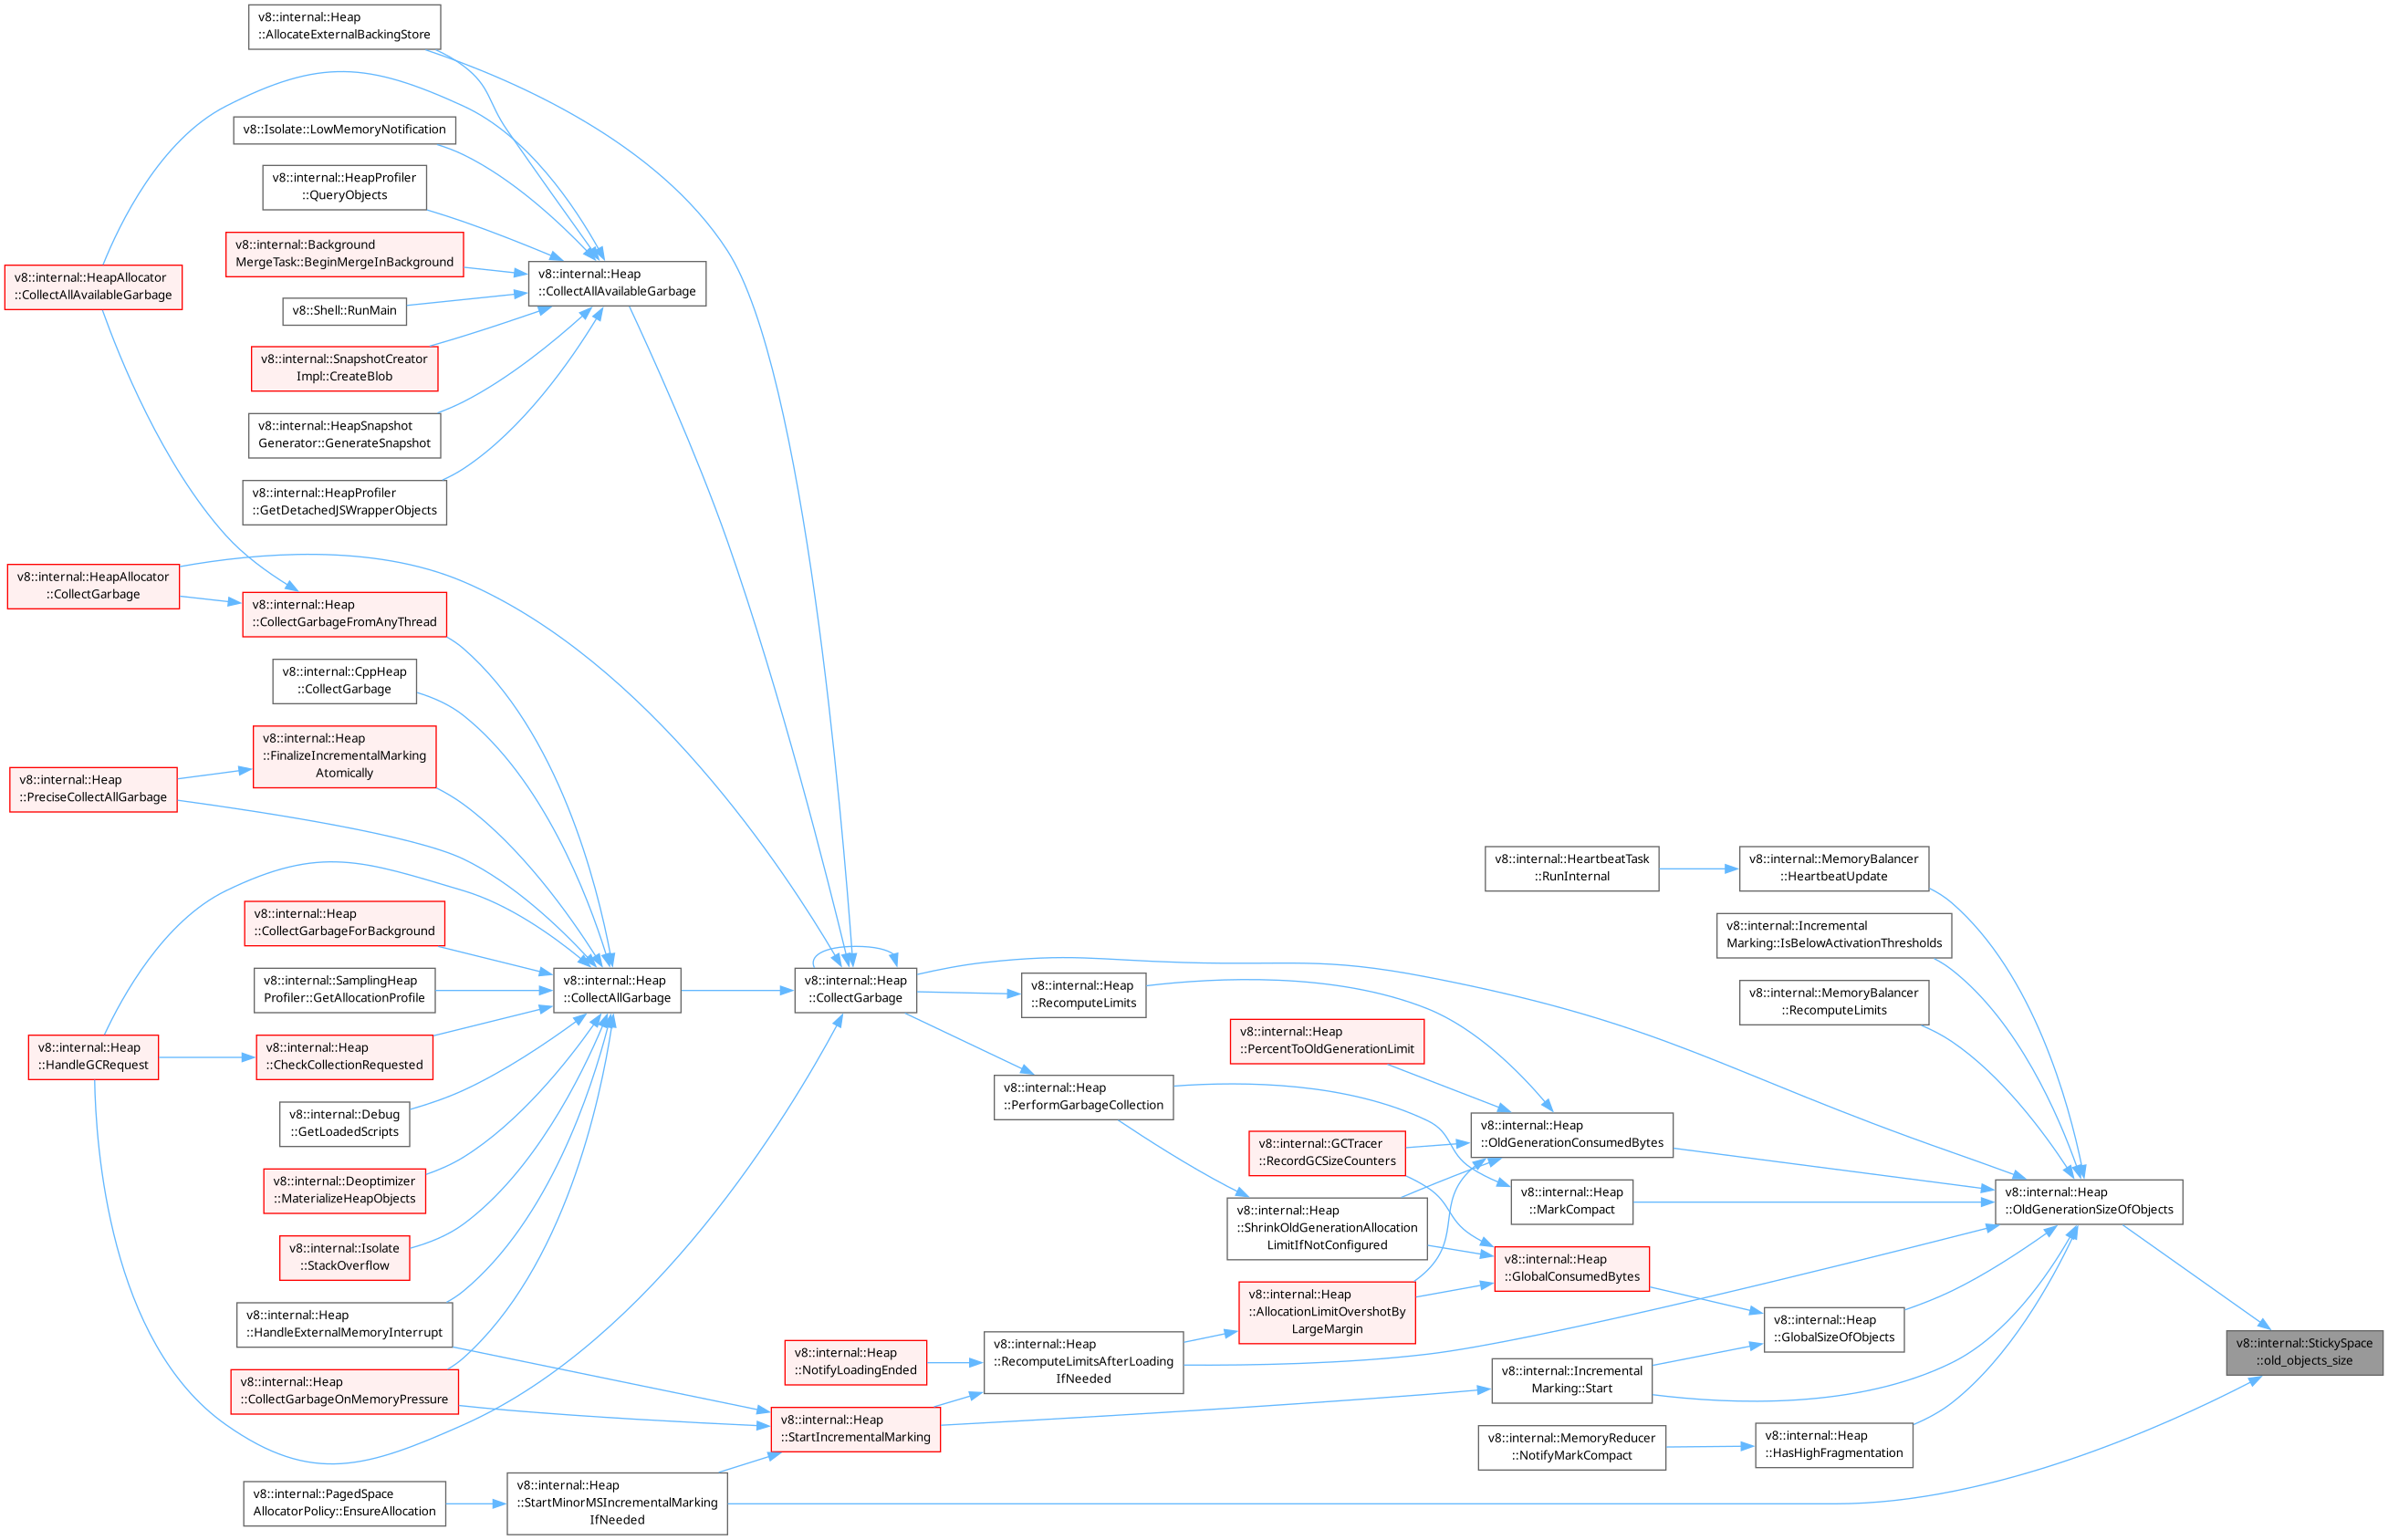 v8::internal::Heap
::AllocateExternalBackingStore
v8::Isolate::LowMemoryNotification
v8::internal::HeapProfiler
::QueryObjects
v8::internal::Background
MergeTask::BeginMergeInBackground
v8::internal::HeapAllocator
::CollectAllAvailableGarbage
v8::internal::Heap
::CollectAllAvailableGarbage
v8::Shell::RunMain
v8::internal::SnapshotCreator
Impl::CreateBlob
v8::internal::HeapSnapshot
Generator::GenerateSnapshot
v8::internal::HeapProfiler
::GetDetachedJSWrapperObjects
v8::internal::HeapAllocator
::CollectGarbage
v8::internal::Heap
::CollectGarbageFromAnyThread
v8::internal::CppHeap
::CollectGarbage
v8::internal::Heap
::FinalizeIncrementalMarking
Atomically
v8::internal::Heap
::PreciseCollectAllGarbage
v8::internal::HeartbeatTask
::RunInternal
v8::internal::MemoryBalancer
::HeartbeatUpdate
v8::internal::Heap
::CollectGarbageForBackground
v8::internal::Incremental
Marking::IsBelowActivationThresholds
v8::internal::SamplingHeap
Profiler::GetAllocationProfile
v8::internal::Heap
::CollectAllGarbage
v8::internal::Heap
::CollectGarbage
v8::internal::Heap
::RecomputeLimits
v8::internal::MemoryBalancer
::RecomputeLimits
v8::internal::Heap
::HandleGCRequest
v8::internal::Heap
::CheckCollectionRequested
v8::internal::Heap
::PercentToOldGenerationLimit
v8::internal::Heap
::PerformGarbageCollection
v8::internal::Debug
::GetLoadedScripts
v8::internal::Heap
::OldGenerationConsumedBytes
v8::internal::GCTracer
::RecordGCSizeCounters
v8::internal::Deoptimizer
::MaterializeHeapObjects
v8::internal::Heap
::MarkCompact
v8::internal::Heap
::OldGenerationSizeOfObjects
v8::internal::Heap
::ShrinkOldGenerationAllocation
LimitIfNotConfigured
v8::internal::Isolate
::StackOverflow
v8::internal::Heap
::GlobalConsumedBytes
v8::internal::Heap
::AllocationLimitOvershotBy
LargeMargin
v8::internal::Heap
::HandleExternalMemoryInterrupt
v8::internal::Heap
::GlobalSizeOfObjects
v8::internal::Heap
::NotifyLoadingEnded
v8::internal::Heap
::RecomputeLimitsAfterLoading
IfNeeded
v8::internal::StickySpace
::old_objects_size
v8::internal::Heap
::CollectGarbageOnMemoryPressure
v8::internal::Incremental
Marking::Start
v8::internal::Heap
::StartIncrementalMarking
v8::internal::MemoryReducer
::NotifyMarkCompact
v8::internal::Heap
::HasHighFragmentation
v8::internal::PagedSpace
AllocatorPolicy::EnsureAllocation
v8::internal::Heap
::StartMinorMSIncrementalMarking
IfNeeded